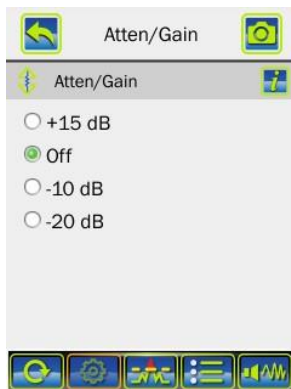 Atten/Gain
Atten/Gain
i
+15 dB
Off
-10 dB
-20 dB